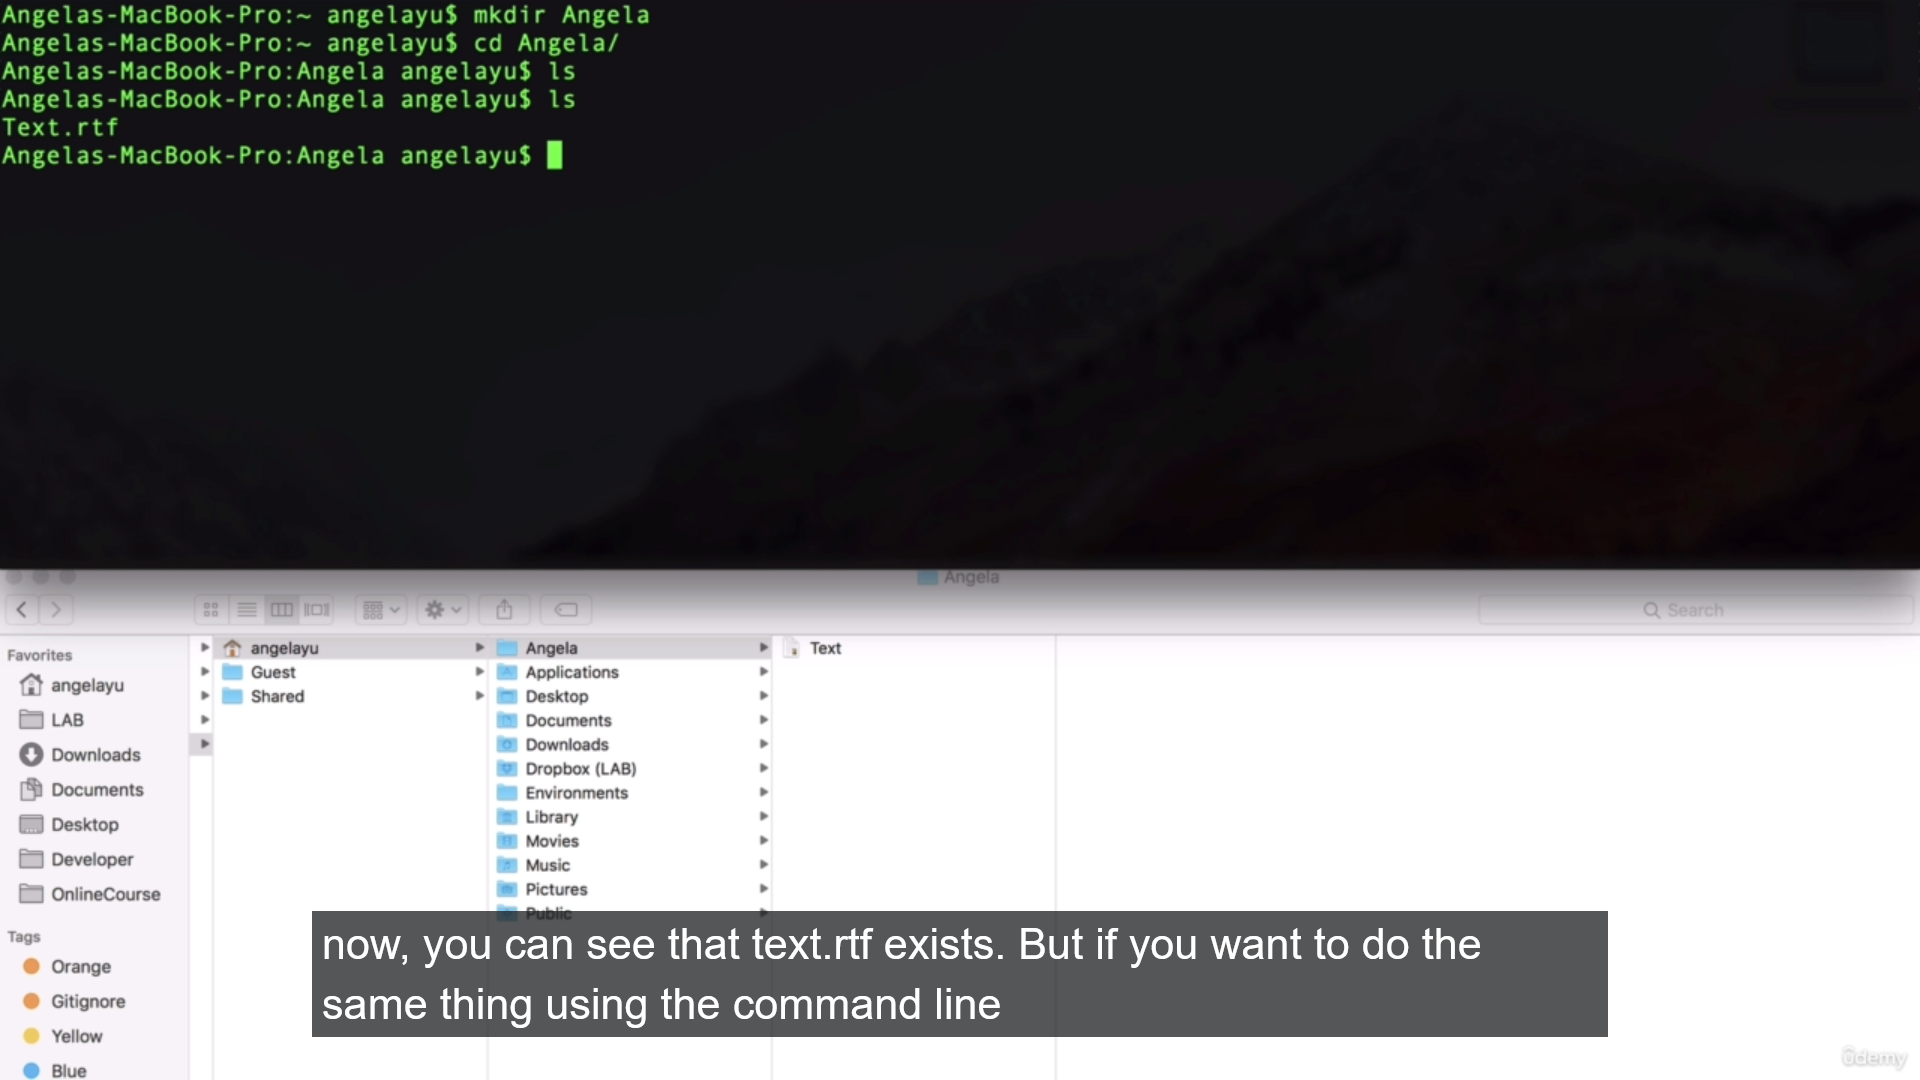 Angelas-MacBook-Pro:~ angelayu$ mkdir Angela
Angelas-MacBook-Pro:~ angelayu$ cd Angela/
Angelas-MacBook-Pro:Angela angelayu$ ls
Angelas-MacBook-Pro:Angela angelayu$ ls
Text.rtf
Angelas-MacBook-Pro:Angela angelayu$
Angela
Search
Favorites
angelayu
LAB
Downloads
Documents
Desktop
Developer
OnlineCourse
Tags
Orange
Gitignore
Yellow
Blue
angelayu
Guest
Shared
Angela
Applications
Desktop
Documents
Downloads
Dropbox (LAB)
Environments
Library
Movies
Music
Pictures
Public
Text
now, you can see that text.rtf exists. But if you want to do the
same thing using the command line
ûdemy